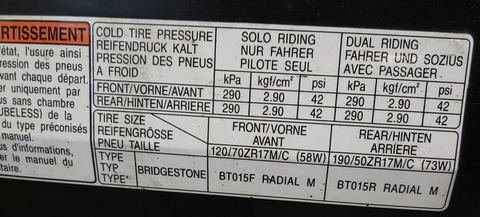 ERTISSEMENT
état, l'usure ainsi
des pneus
vant chaque départ.
er uniquement par
us sans chambre
UBELESS) de la
du type préconisés
manuel.
us d'informations,
er le manuel du
taire.
COLD TIRE PRESSURE
REIFENDRUCK KALT
PRESSION DES PNEUS
A FROID
SOLO RIDING
NUR FAHRER
PILOTE SEUL
DUAL RIDING
FAHRER UND SOZIUS
AVEC PASSAGER
kPa kgf/cm² psi kPa kgf/cm² psi
FRONT/VORNE/AVANT 290 2.90 42 290 2.90 42
REAR/HINTEN/ARRIERE 290 2.90 42 290 2.90 42
TIRE SIZE
REIFENGRÖSSE
PNEU TAILLE
FRONT/VORNE
AVANT
120/70ZR17M/C (58W)
REAR/HINTEN
ARRIERE
190/50ZR17M/C (73W)
TYPE
TYP
TYPE
BRIDGESTONE
BT015F RADIAL M
BT015R RADIAL M